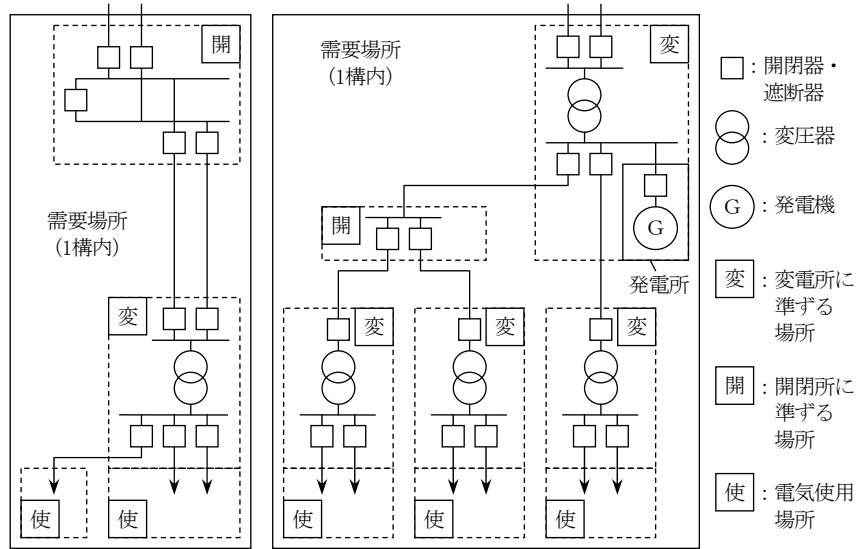 開
需要場所
(1構内)
変
使
使
需要場所
(1構内)
変
G
発電所
開
変
変
変
使
使
使
:開閉器・
遮断器
:変圧器
G
:発電機
変
:変電所に
準ずる
場所
開
:開閉所に
準ずる
場所
使
:電気使用
場所